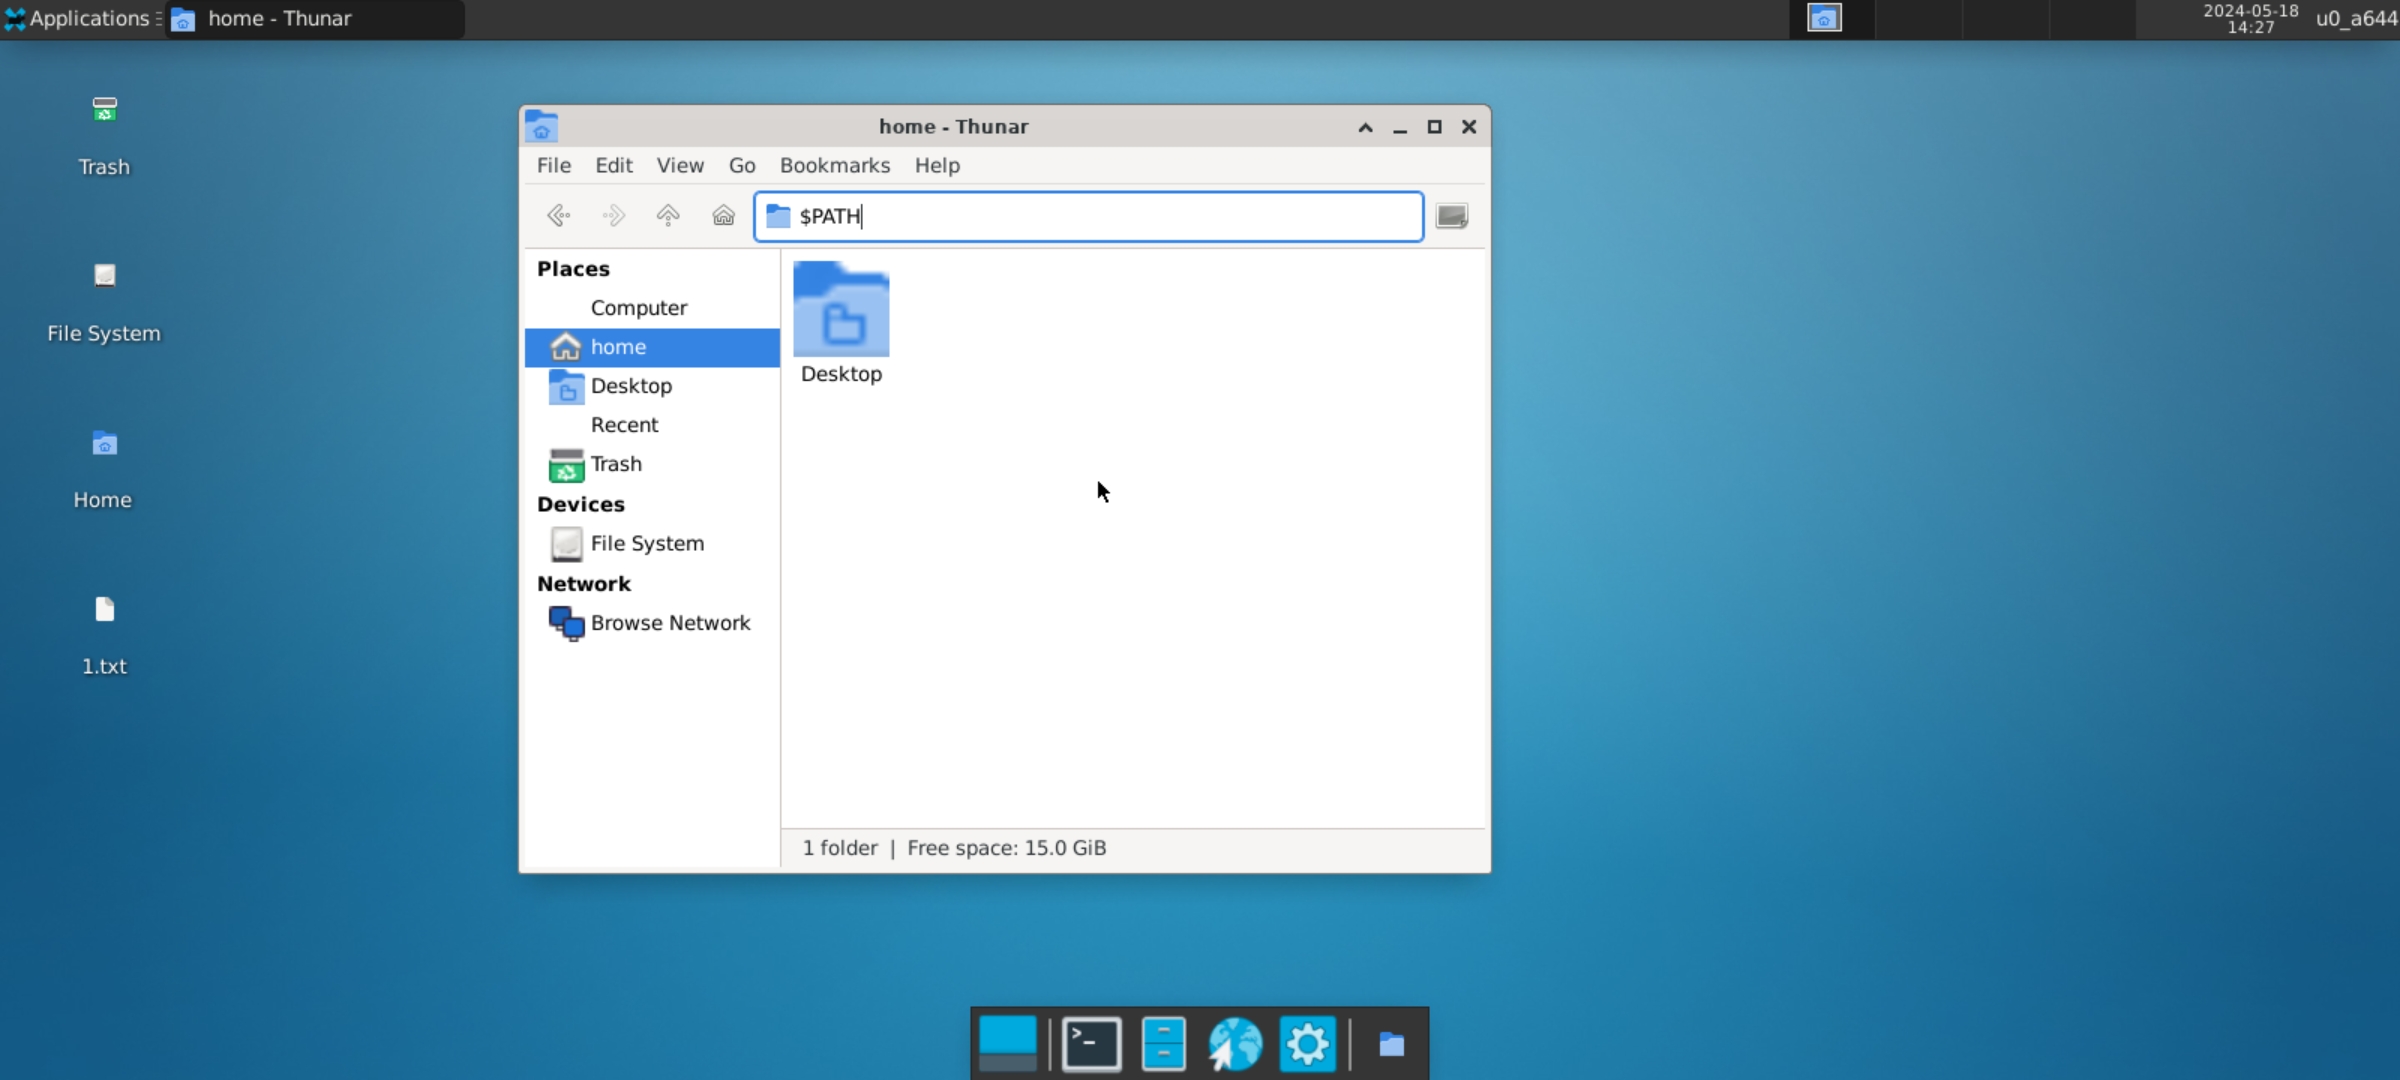 Applications
home - Thunar
2024-05-18
14:27
u0_a644
Trash
File System
Home
1.txt
home - Thunar
File Edit View Go Bookmarks Help
$PATH
Places
Computer
home
Desktop
Recent
Trash
Devices
File System
Network
Browse Network
Desktop
1 folder | Free space: 15.0 GiB
>_